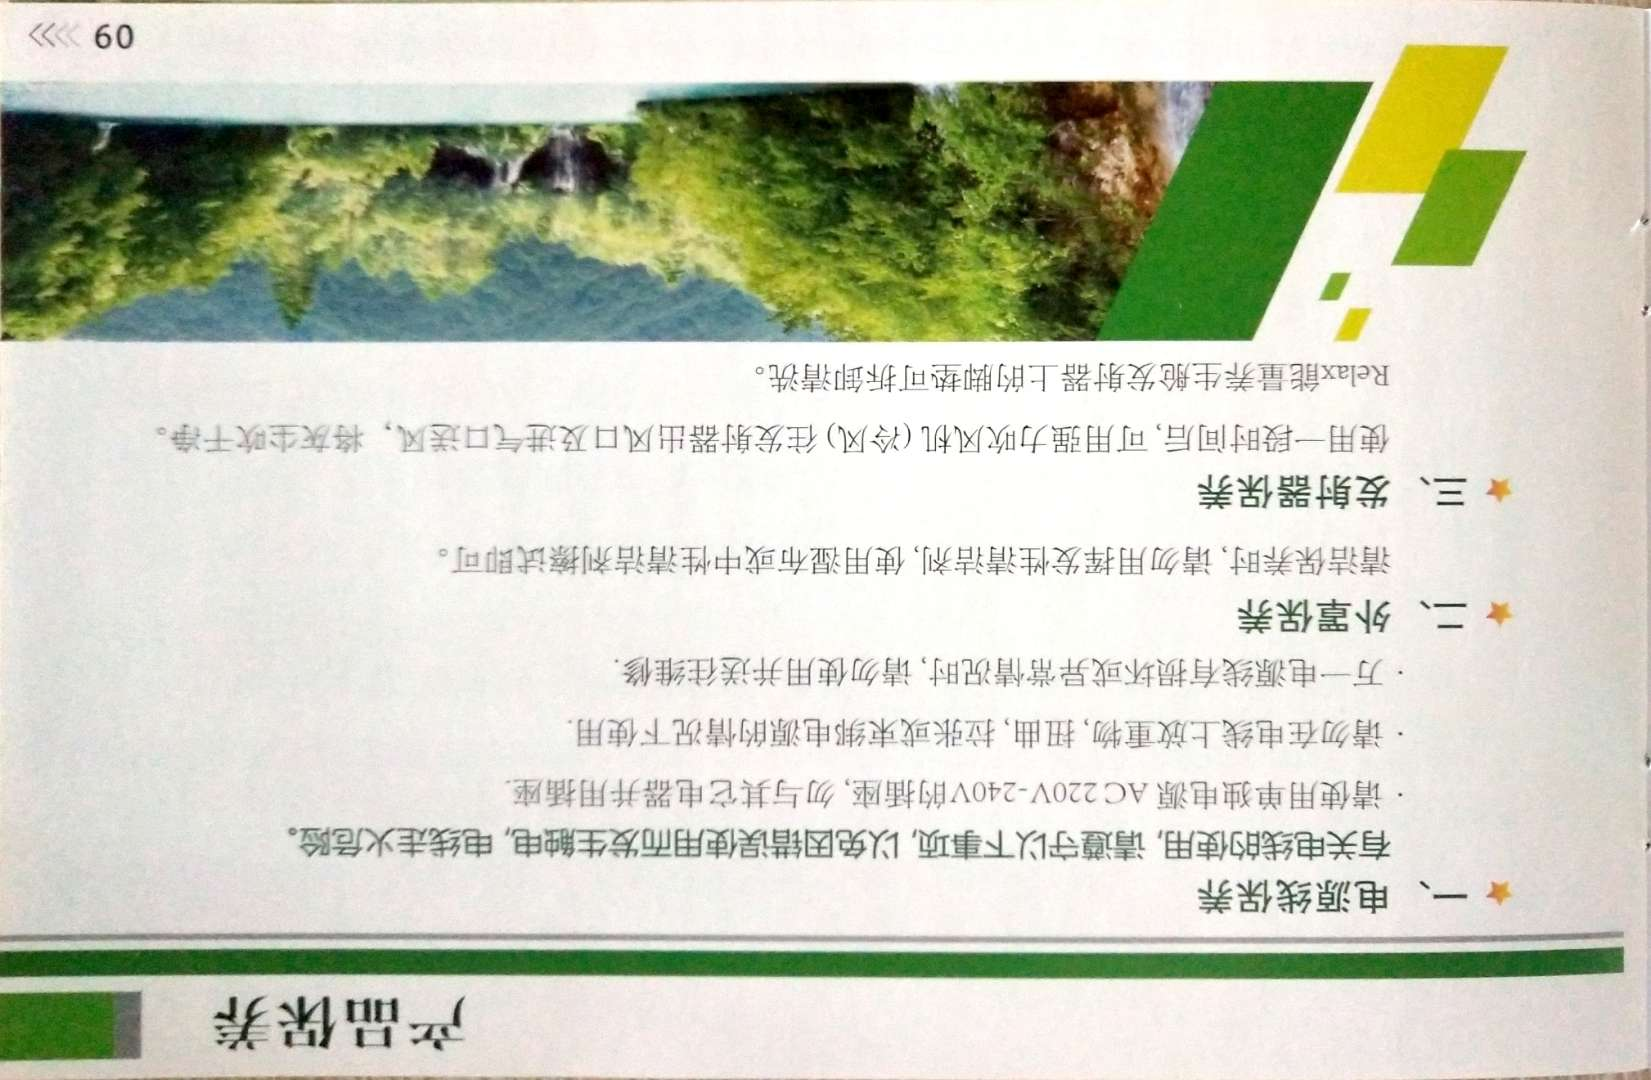 产品保养
一、电源线保养
有关电线的使用, 请遵守以下事项, 以免因错误使用而发生触电, 电线走火危险。
· 请使用单独电源 AC220V-240V的插座, 勿与其它电器并用插座.
· 请勿在电线上放重物, 扭曲, 拉张或束绑电源的情况下使用.
· 万一电源线有损坏或异常情况时, 请勿使用并送往维修.
二、外罩保养
清洁保养时, 请勿用挥发性清洁剂, 使用湿布或中性清洁剂擦试即可。
三、发射器保养
使用一段时间后, 可用强力吹风机 (冷风) 往发射器出风口及进气口送风, 将灰尘吹干净。
Relax能量养生舱发射器上的脚垫可拆卸清洗。
09